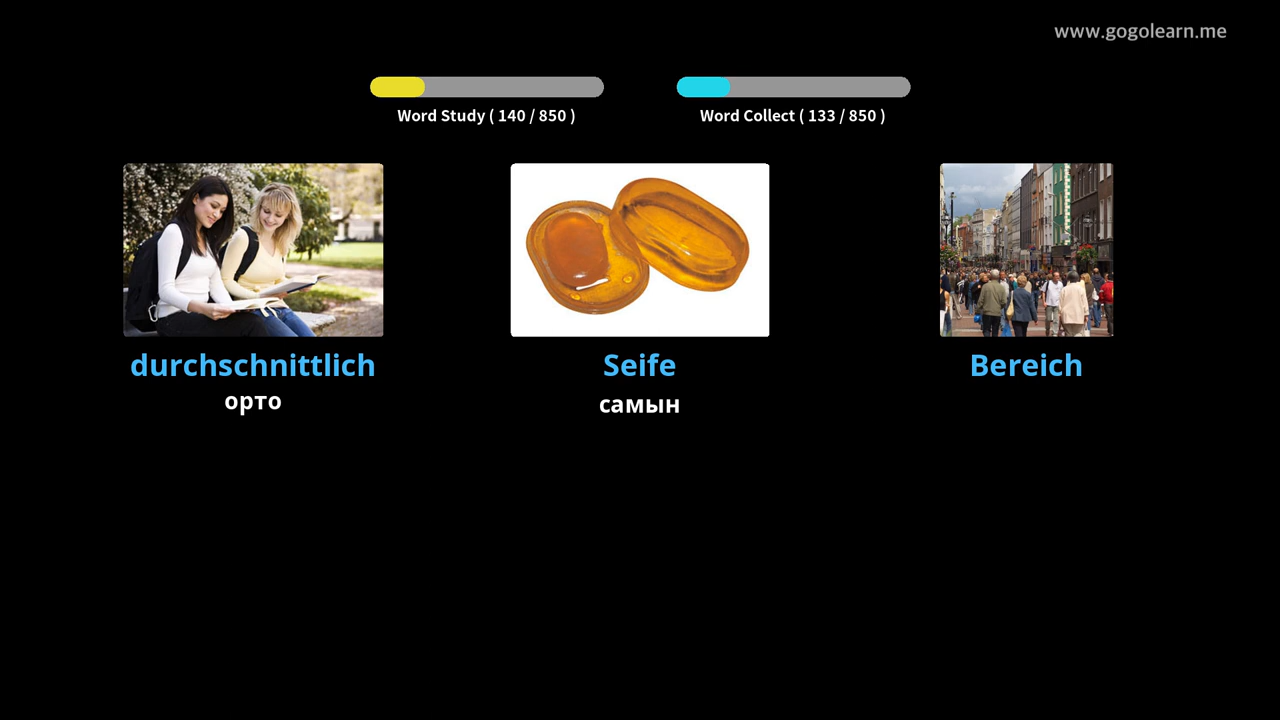 www.gogolearn.me
Word Study ( 140 / 850 )
Word Collect ( 133 / 850 )
durchschnittlich
орто
Seife
самын
Bereich